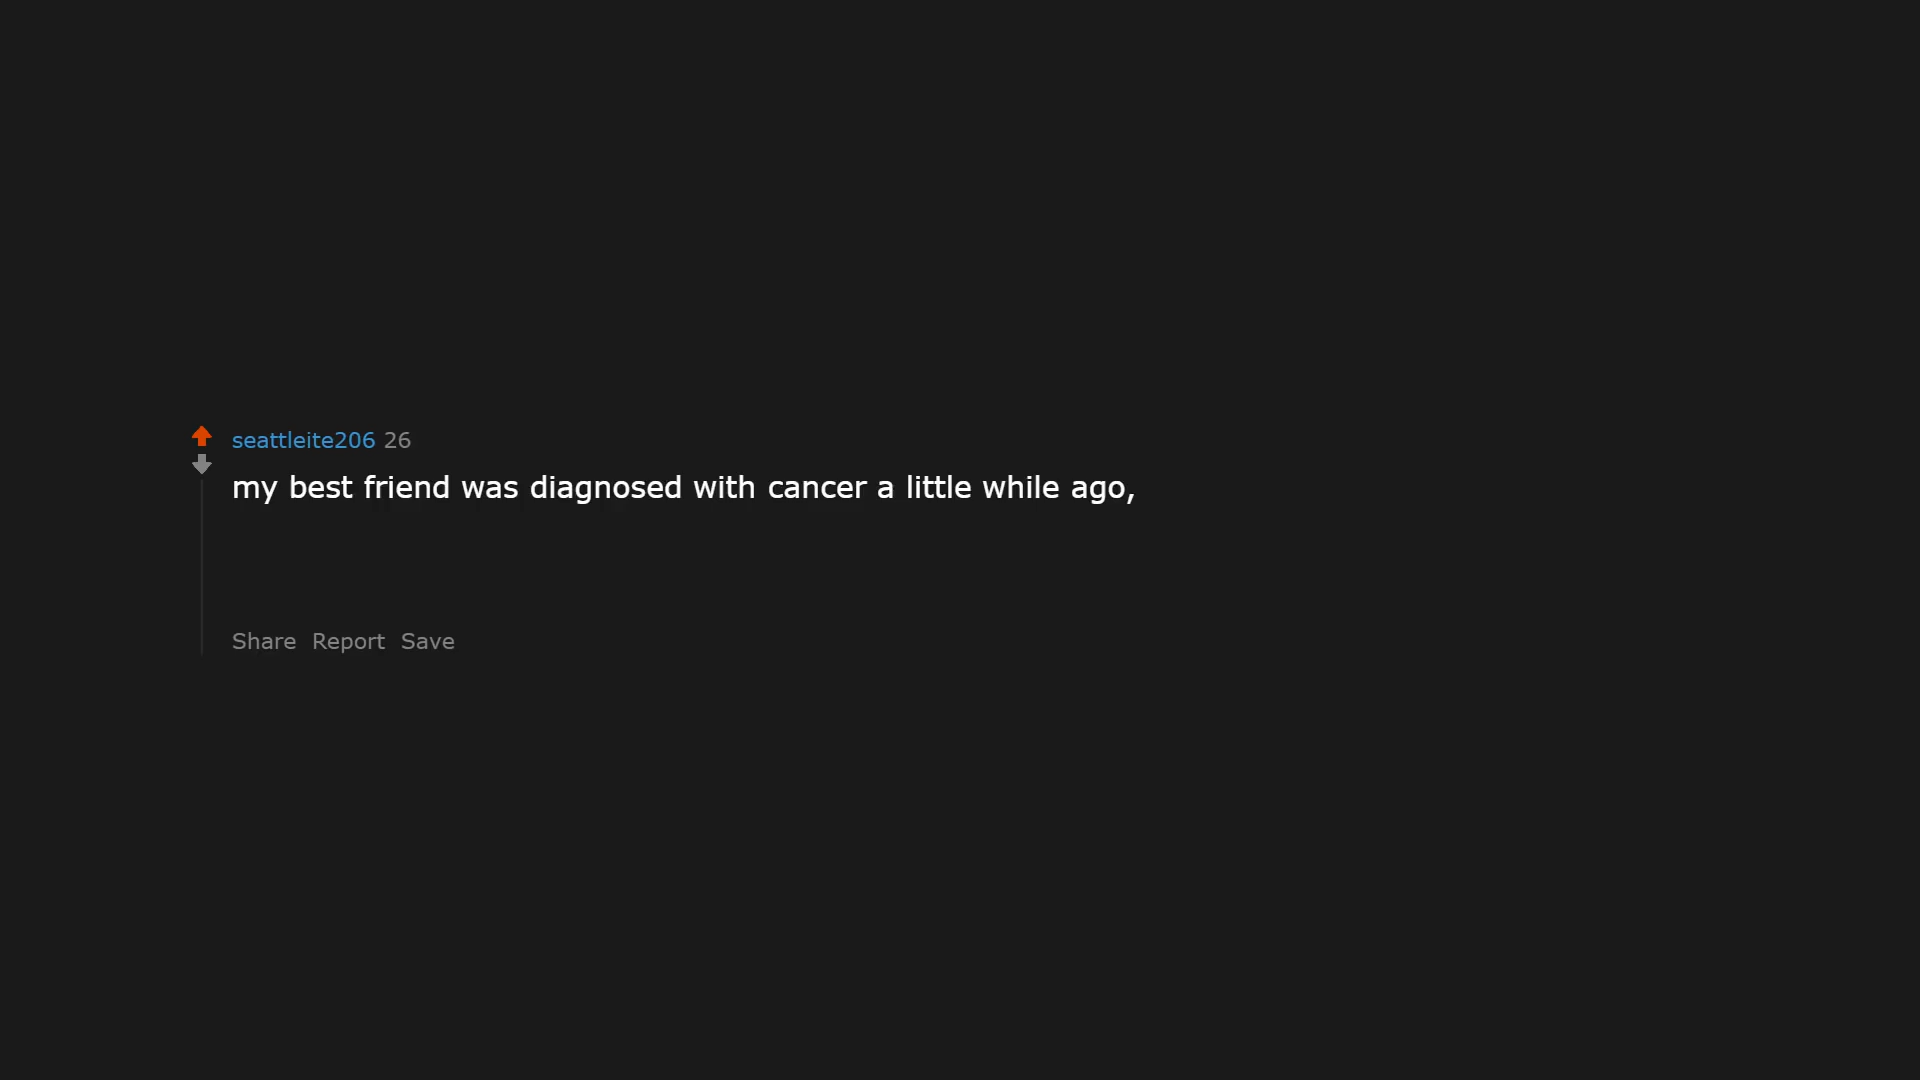 seattleite206 26
my best friend was diagnosed with cancer a little while ago,
Share Report Save